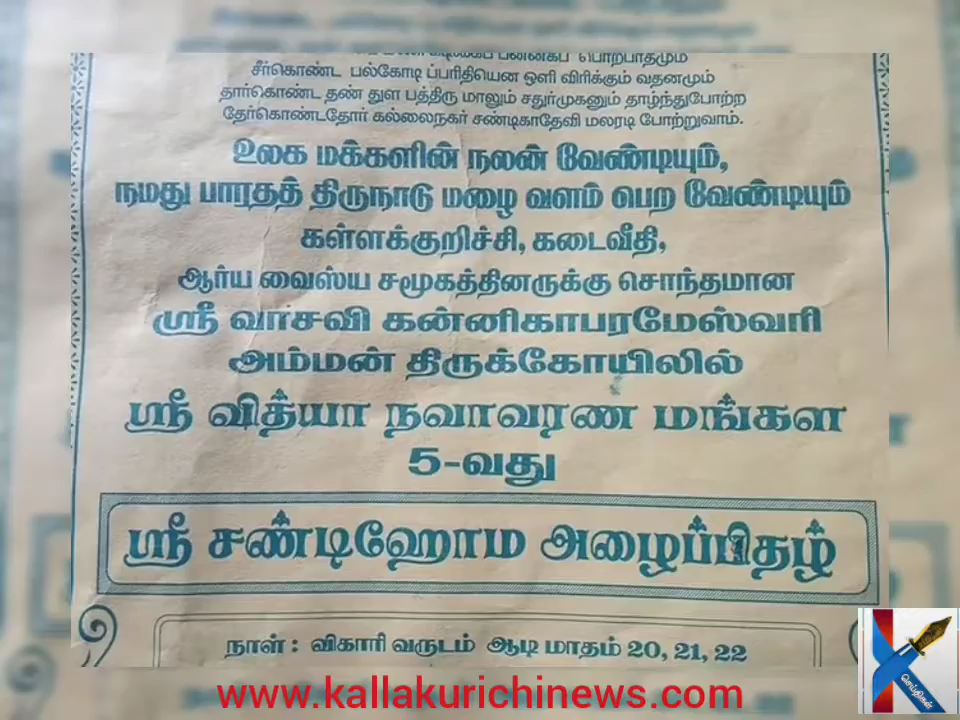 பொற்பாதமும்
சீர்கொண்ட பல்கோடி ப்பரிதியென ஒளி விரிக்கும் வதனமும்
தார்கொண்ட தண் துள பத்திரு மாலும் சதுர்முகனும் தாழ்ந்துபோற்ற
தேர்கொண்டதோர் கல்லைநகர் சண்டிகாதேவி மலரடி போற்றுவாம்.
உலக மக்களின் நலன் வேண்டியும்,
நமது பாரதத் திருநாடு மழை வளம் பெற வேண்டியும்
கள்ளக்குறிச்சி, கடைவீதி,
ஆர்ய வைஸ்ய சமூகத்தினருக்கு சொந்தமான
ஸ்ரீ வாசவி கன்னிகாபரமேஸ்வரி
அம்மன் திருக்கோயிலில்
ஸ்ரீ வித்யா நவாவரண மங்கள
5-வது
ஸ்ரீ சண்டிஹோம அழைப்பிதழ்
நாள் : விகாரி வருடம் ஆடி மாதம் 20, 21, 22
www.kallakurichinews.com